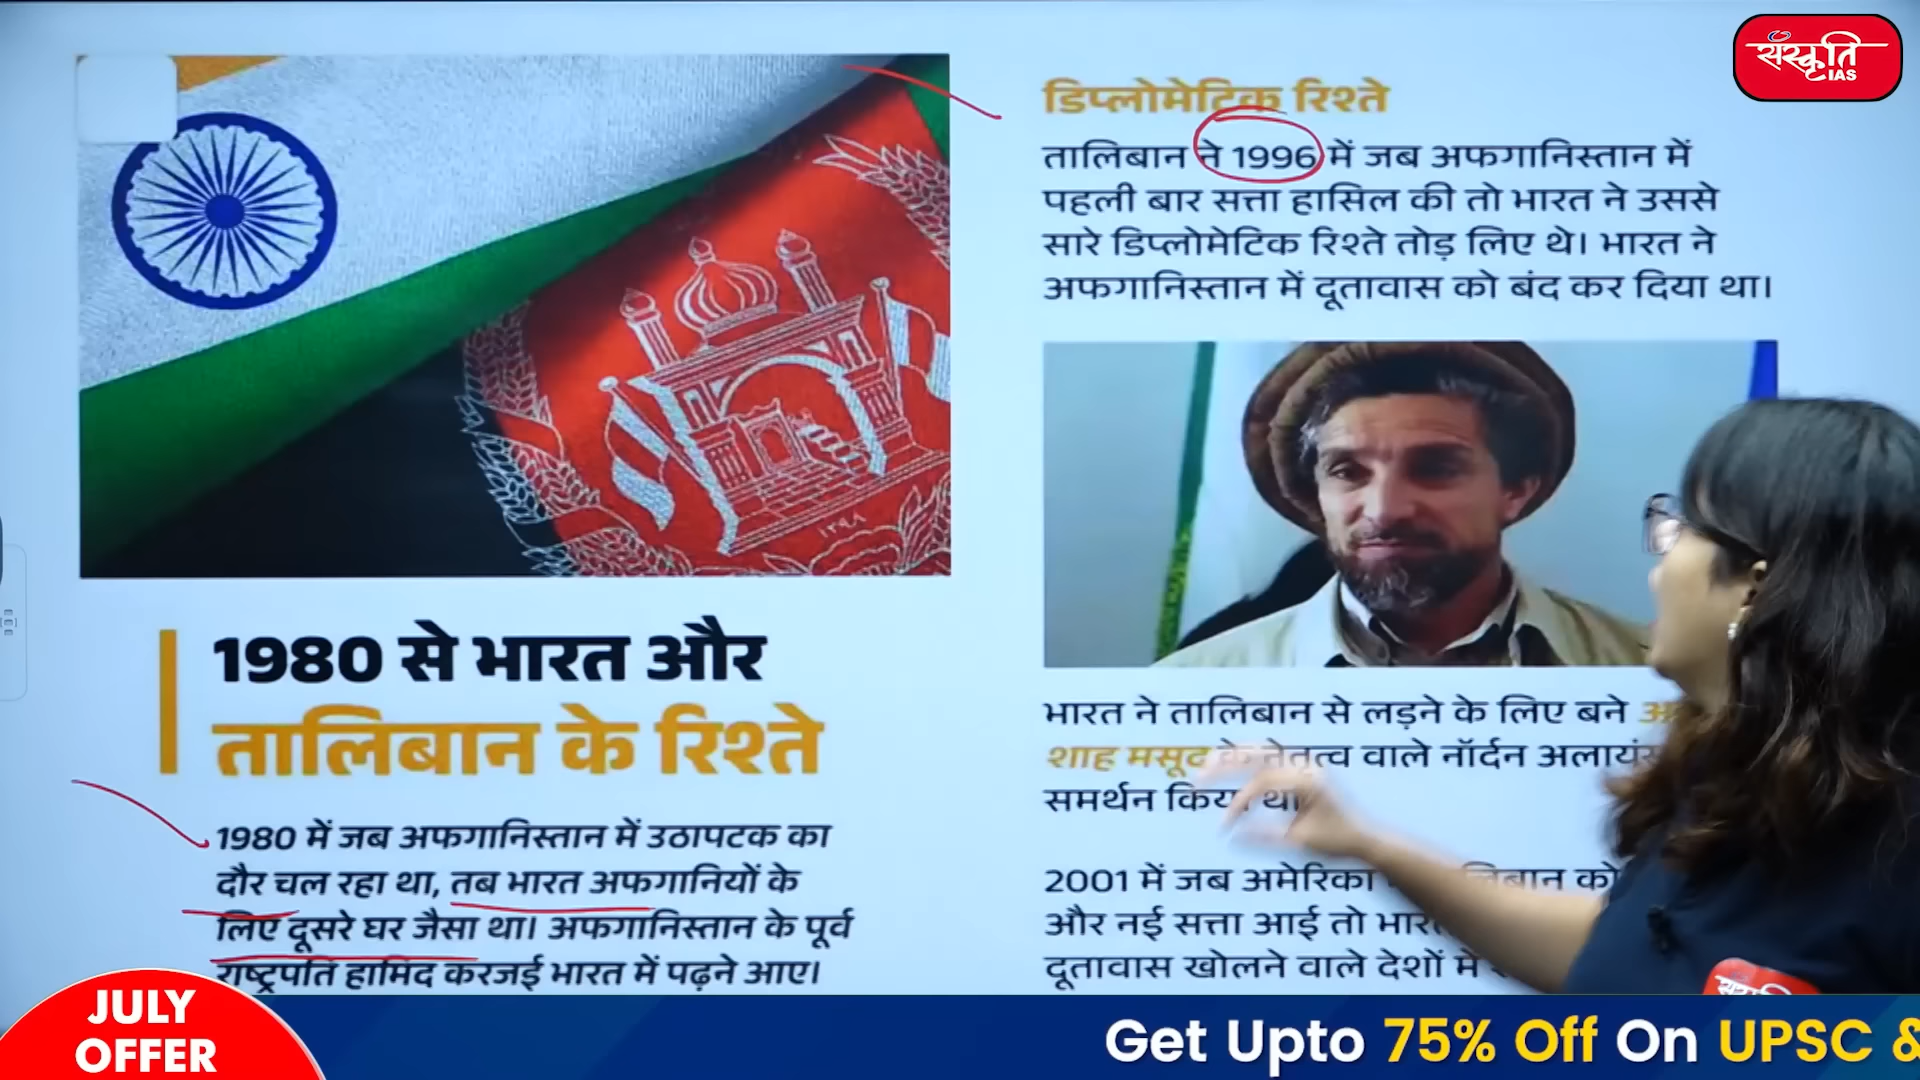 संस्कृति
IAS
डिप्लोमेटिक रिश्ते
तालिबान ने 1996 में जब अफगानिस्तान में
पहली बार सत्ता हासिल की तो भारत ने उससे
सारे डिप्लोमेटिक रिश्ते तोड़ लिए थे। भारत ने
अफगानिस्तान में दूतावास को बंद कर दिया था।
1980 से भारत और
तालिबान के रिश्ते
1980 में जब अफगानिस्तान में उठापटक का
दौर चल रहा था, तब भारत अफगानियों के
लिए दूसरे घर जैसा था। अफगानिस्तान के पूर्व
राष्ट्रपति हामिद करजई भारत में पढ़ने आए।
भारत ने तालिबान से लड़ने के लिए बने
शाह मसूद के नेतृत्व वाले नॉर्दन
समर्थन किया था
2001 में जब अमेरिका को
और नई सत्ता आई तो
दूतावास खोलने वाले देशों में
JULY
OFFER
Get Upto 75% Off On UPSC &